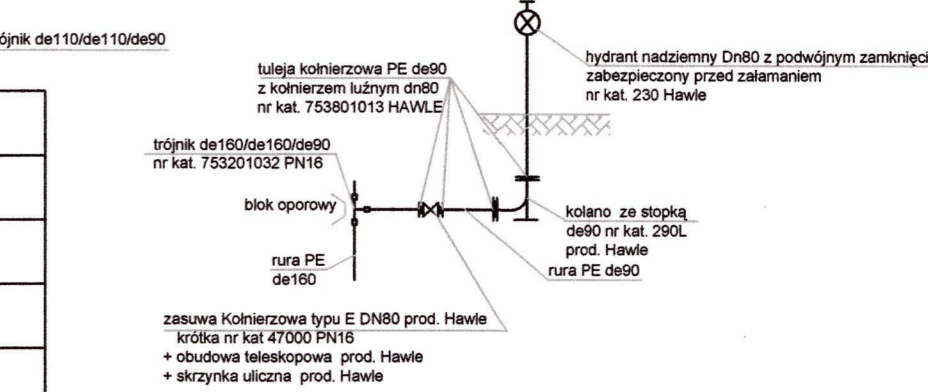 ójnik de110/de110/de90
tuleja kołnierzowa PE de90
z kołnierzem luźnym dn80
nr kat. 753801013 HAWLE
hydrant nadziemny Dn80 z podwójnym zamknięci
zabezpieczony przed załamaniem
nr kat. 230 Hawle
trójnik de160/de160/de90
nr kat. 753201032 PN16
blok oporowy
kolano ze stopką
de90 nr kat. 290L
prod. Hawle
rura PE de90
rura PE
de160
zasuwa Kołnierzowa typu E DN80 prod. Hawle
krótka nr kat 47000 PN16
+ obudowa teleskopowa prod. Hawle
+ skrzynka uliczna prod. Hawle